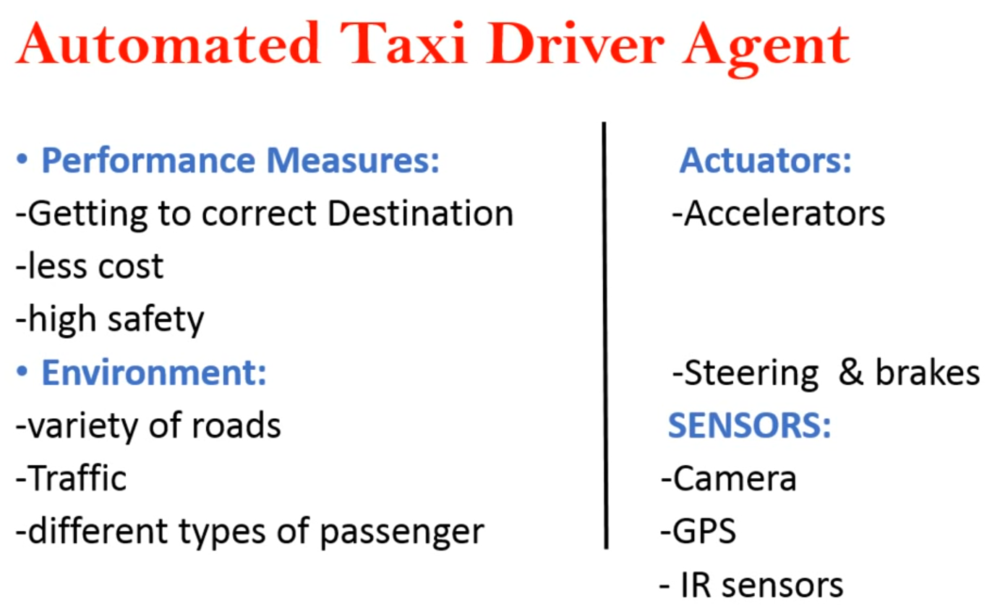 Automated Taxi Driver Agent
• Performance Measures:
-Getting to correct Destination
-less cost
-high safety
• Environment:
-variety of roads
-Traffic
-different types of passenger
Actuators:
-Accelerators
-Steering & brakes
SENSORS:
-Camera
-GPS
- IR sensors